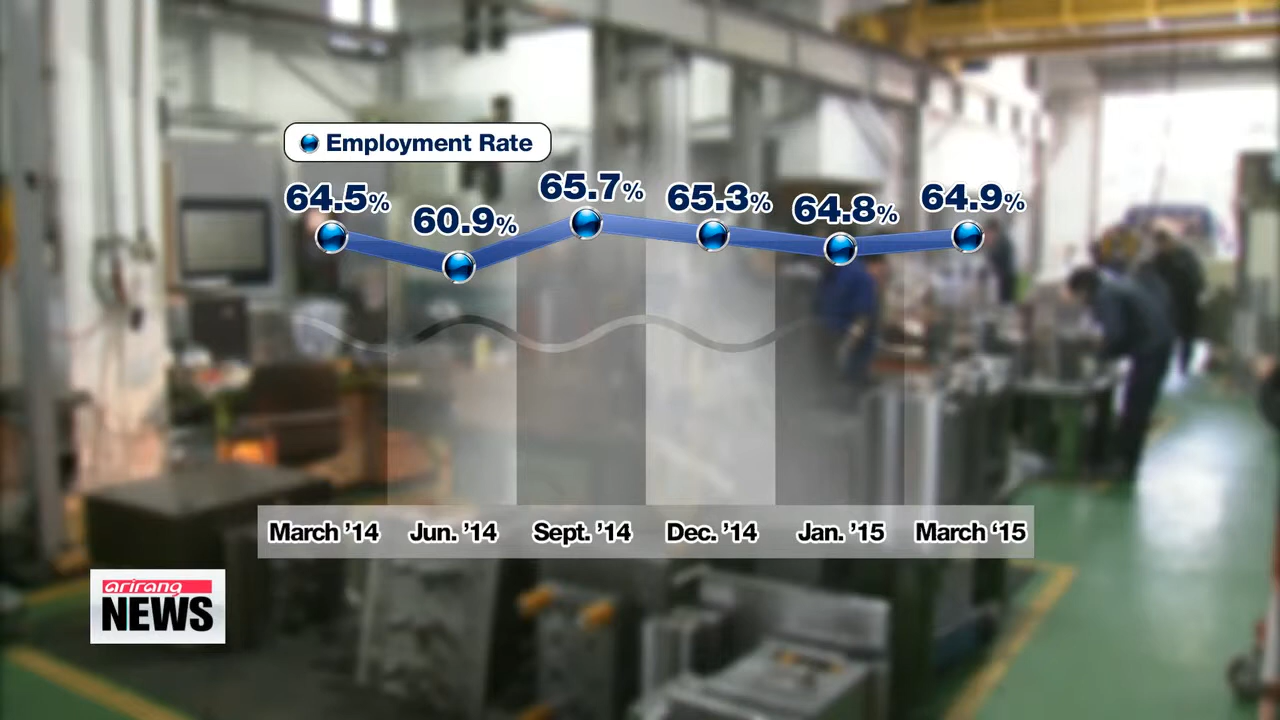 Employment Rate
64.5% 60.9% 65.7% 65.3% 64.8% 64.9%
March ’14 Jun. ’14 Sept. ’14 Dec. ’14 Jan. ’15 March ‘15
arirang
NEWS